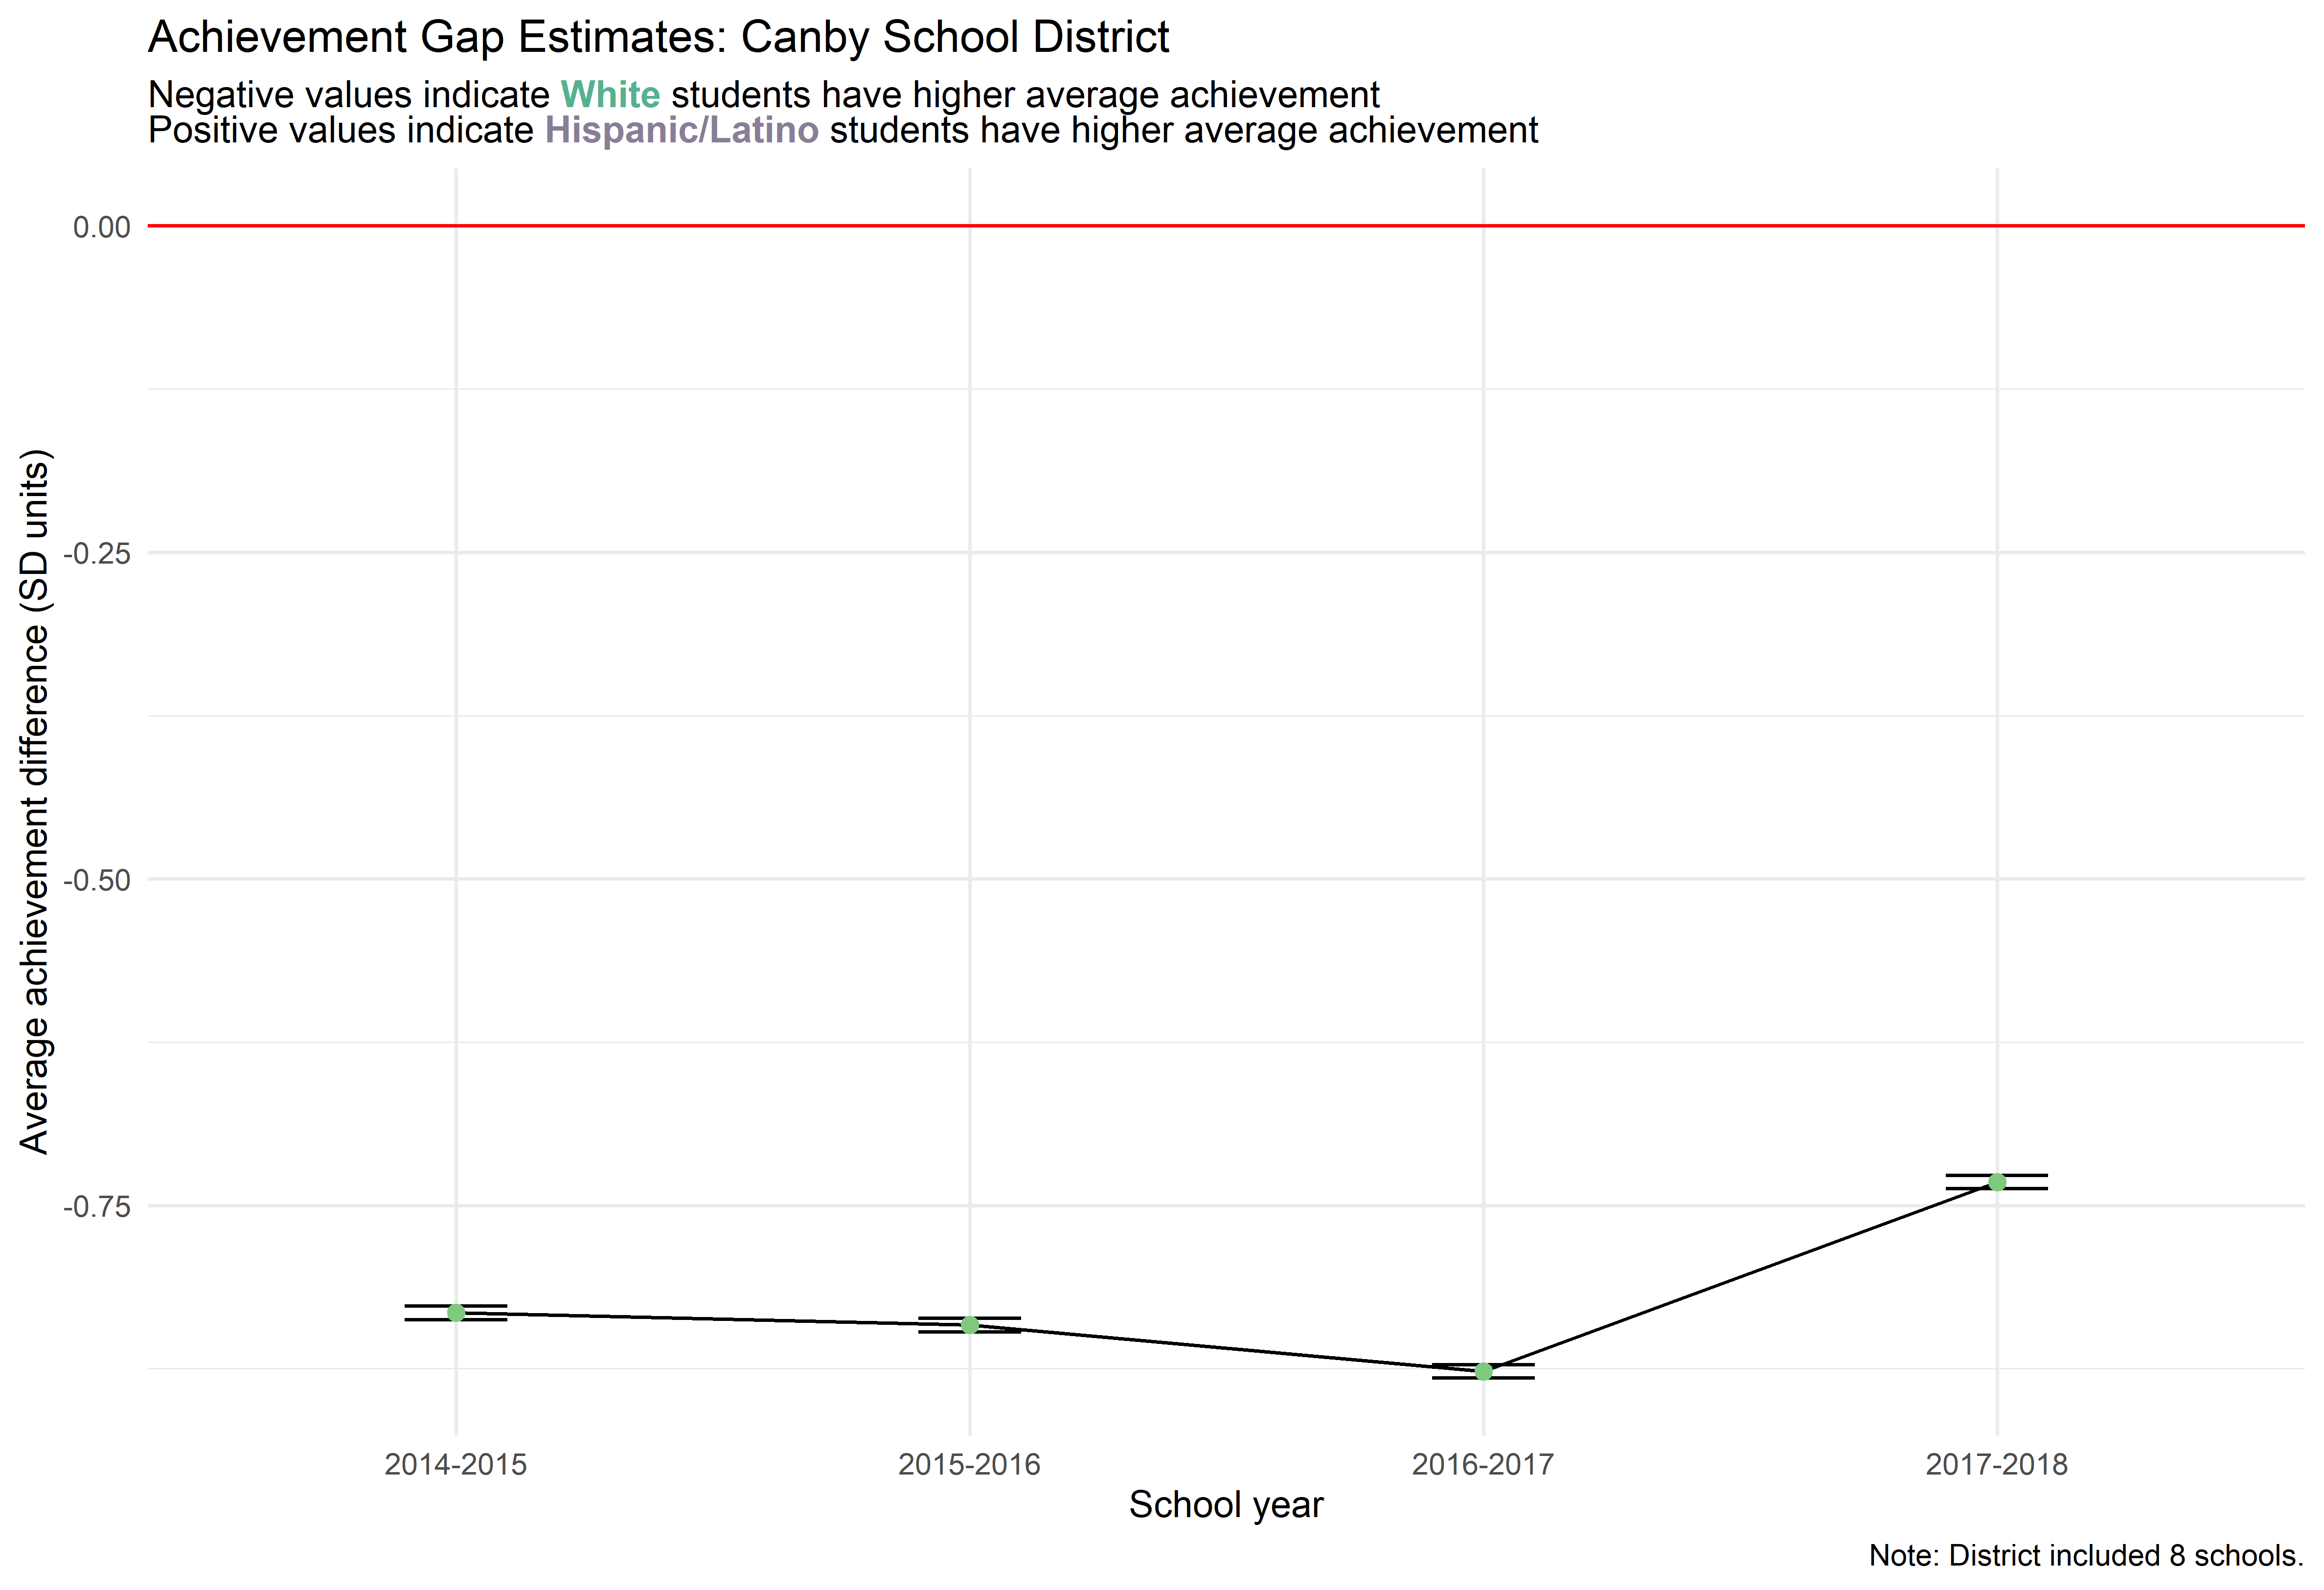 Achievement Gap Estimates: Canby School District
Negative values indicate White students have higher average achievement
Positive values indicate Hispanic/Latino students have higher average achievement
Average achievement difference (SD units)
0.00
-0.25
-0.50
-0.75
2014-2015
2015-2016
2016-2017
2017-2018
School year
Note: District included 8 schools.